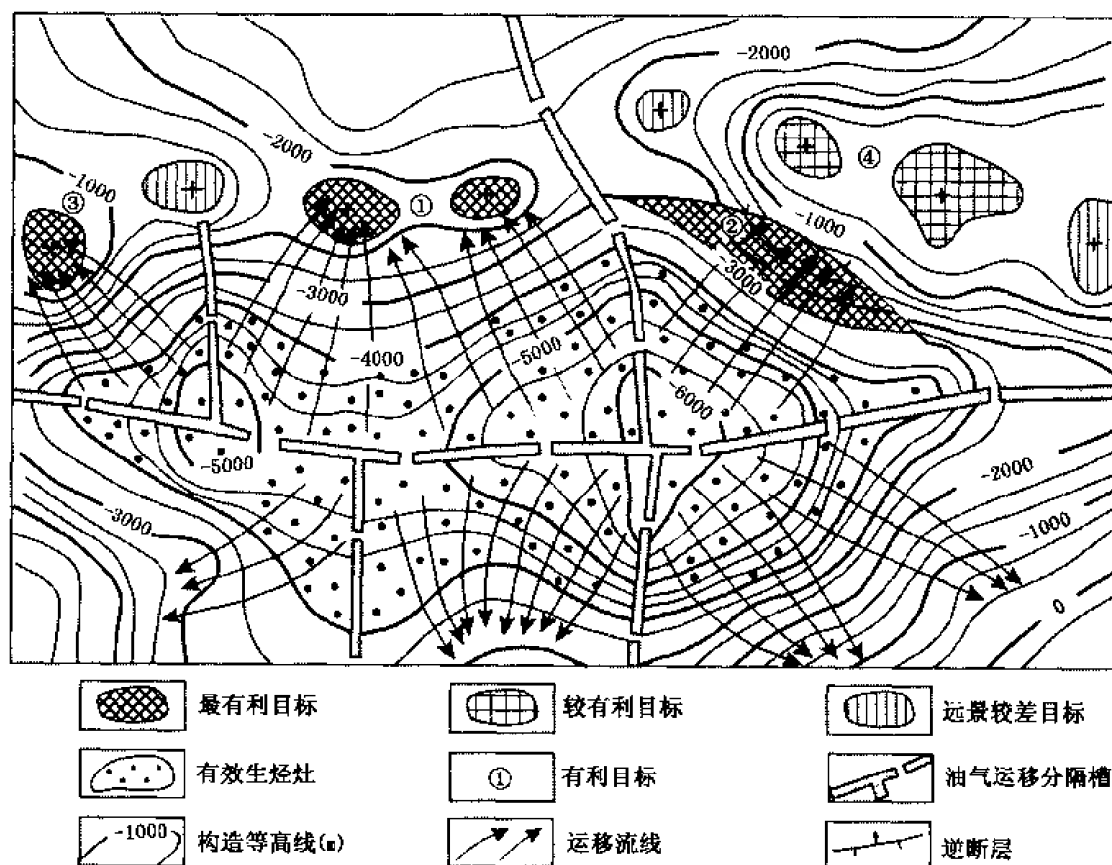 -2000
-2000
-1000
③
①
④
-1000
②
-3000
-3000
-4000
-5000
-6000
-5000
-3000
-2000
-1000
0
最有利目标
较有利目标
远景较差目标
有效生烃灶
①
有利目标
油气运移分隔槽
-1000
构造等高线(m)
运移流线
逆断层